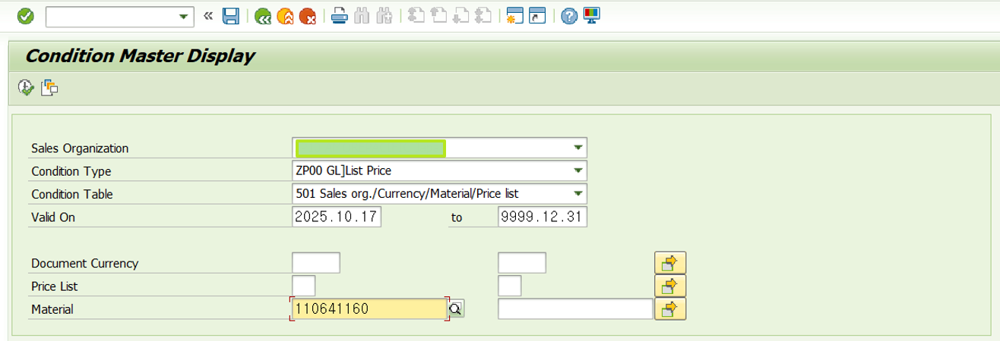 Condition Master Display
Sales Organization
Condition Type ZP00 GL]List Price
Condition Table 501 Sales org./Currency/Material/Price list
Valid On 2025.10.17 to 9999.12.31
Document Currency
Price List
Material 110641160